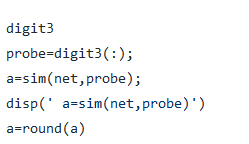 digit3
probe=digit3(:);
a=sim(net,probe);
disp(' a=sim(net,probe)')
a=round(a)